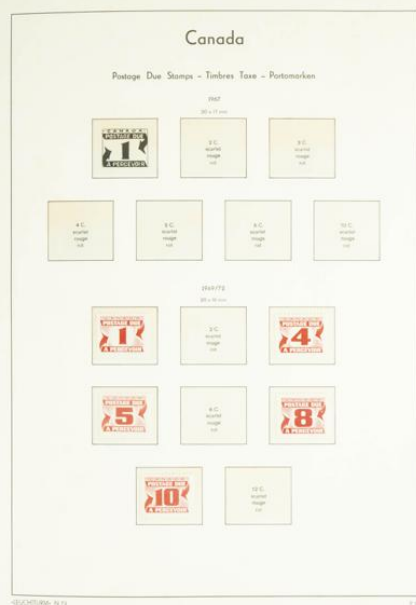 Canada
Postage Due Stamps – Timbres Taxe – Portomarken
1967
CANADA
POSTAGE DUE
1
A PERCEVOIR
2 C.
scarlet
rouge
rot
3 C.
scarlet
rouge
rot
4 C.
scarlet
rouge
rot
5 C.
scarlet
rouge
rot
6 C.
scarlet
rouge
rot
10 C.
scarlet
rouge
rot
1969/72
POSTAGE DUE
1
A PERCEVOIR
2 C.
scarlet
rouge
rot
POSTAGE DUE
4
A PERCEVOIR
POSTAGE DUE
5
A PERCEVOIR
6 C.
scarlet
rouge
rot
POSTAGE DUE
8
A PERCEVOIR
POSTAGE DUE
10
A PERCEVOIR
12 C.
scarlet
rouge
rot